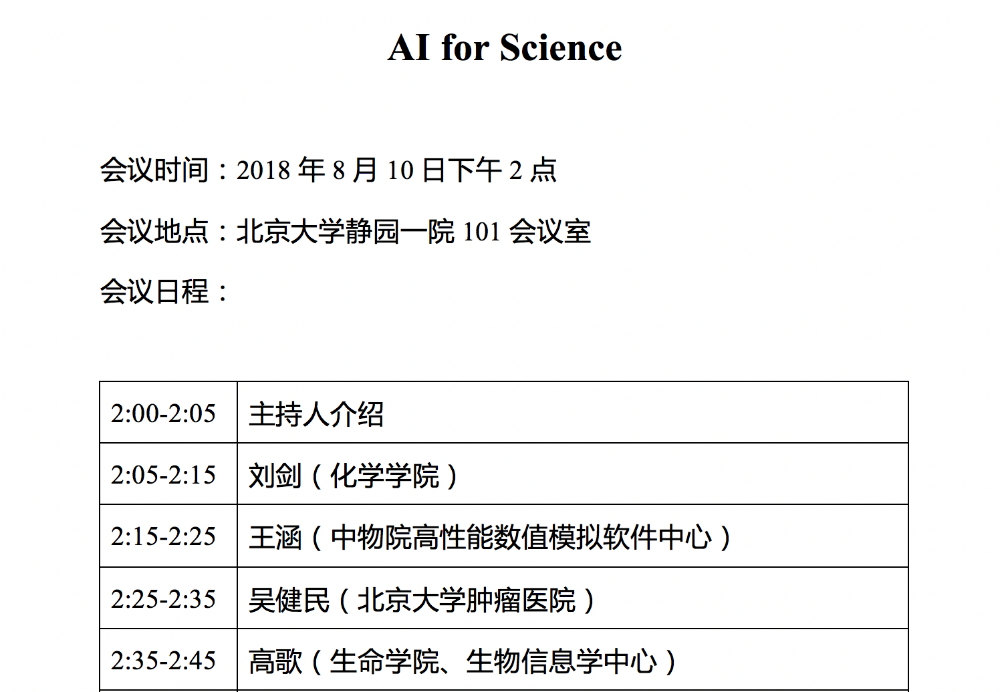 AI for Science
会议时间：2018 年 8 月 10 日下午 2 点
会议地点：北京大学静园一院 101 会议室
会议日程：
2:00-2:05 主持人介绍
2:05-2:15 刘剑（化学学院）
2:15-2:25 王涵（中物院高性能数值模拟软件中心）
2:25-2:35 吴健民（北京大学肿瘤医院）
2:35-2:45 高歌（生命学院、生物信息学中心）